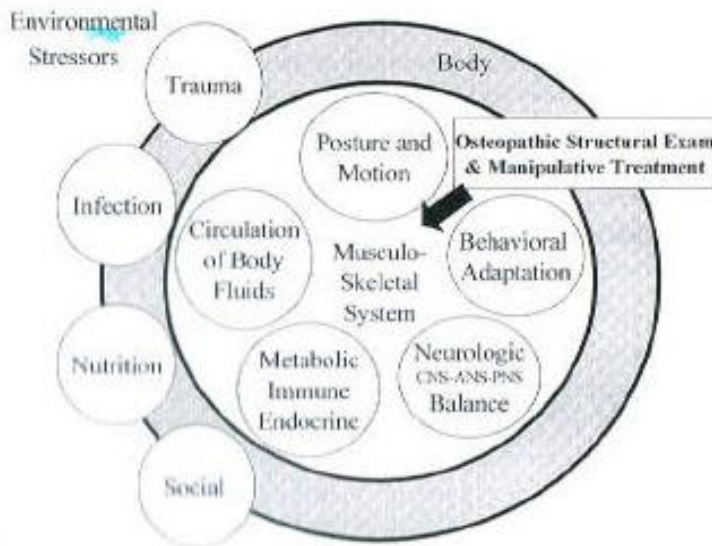 Environmental
Stressors
Trauma
Body
Posture and
Motion
Osteopathic Structural Exam
& Manipulative Treatment
Infection
Circulation
of Body
Fluids
Musculo-
Skeletal
System
Behavioral
Adaptation
Nutrition
Metabolic
Immune
Endocrine
Neurologic
CNS-ANS-PNS
Balance
Social